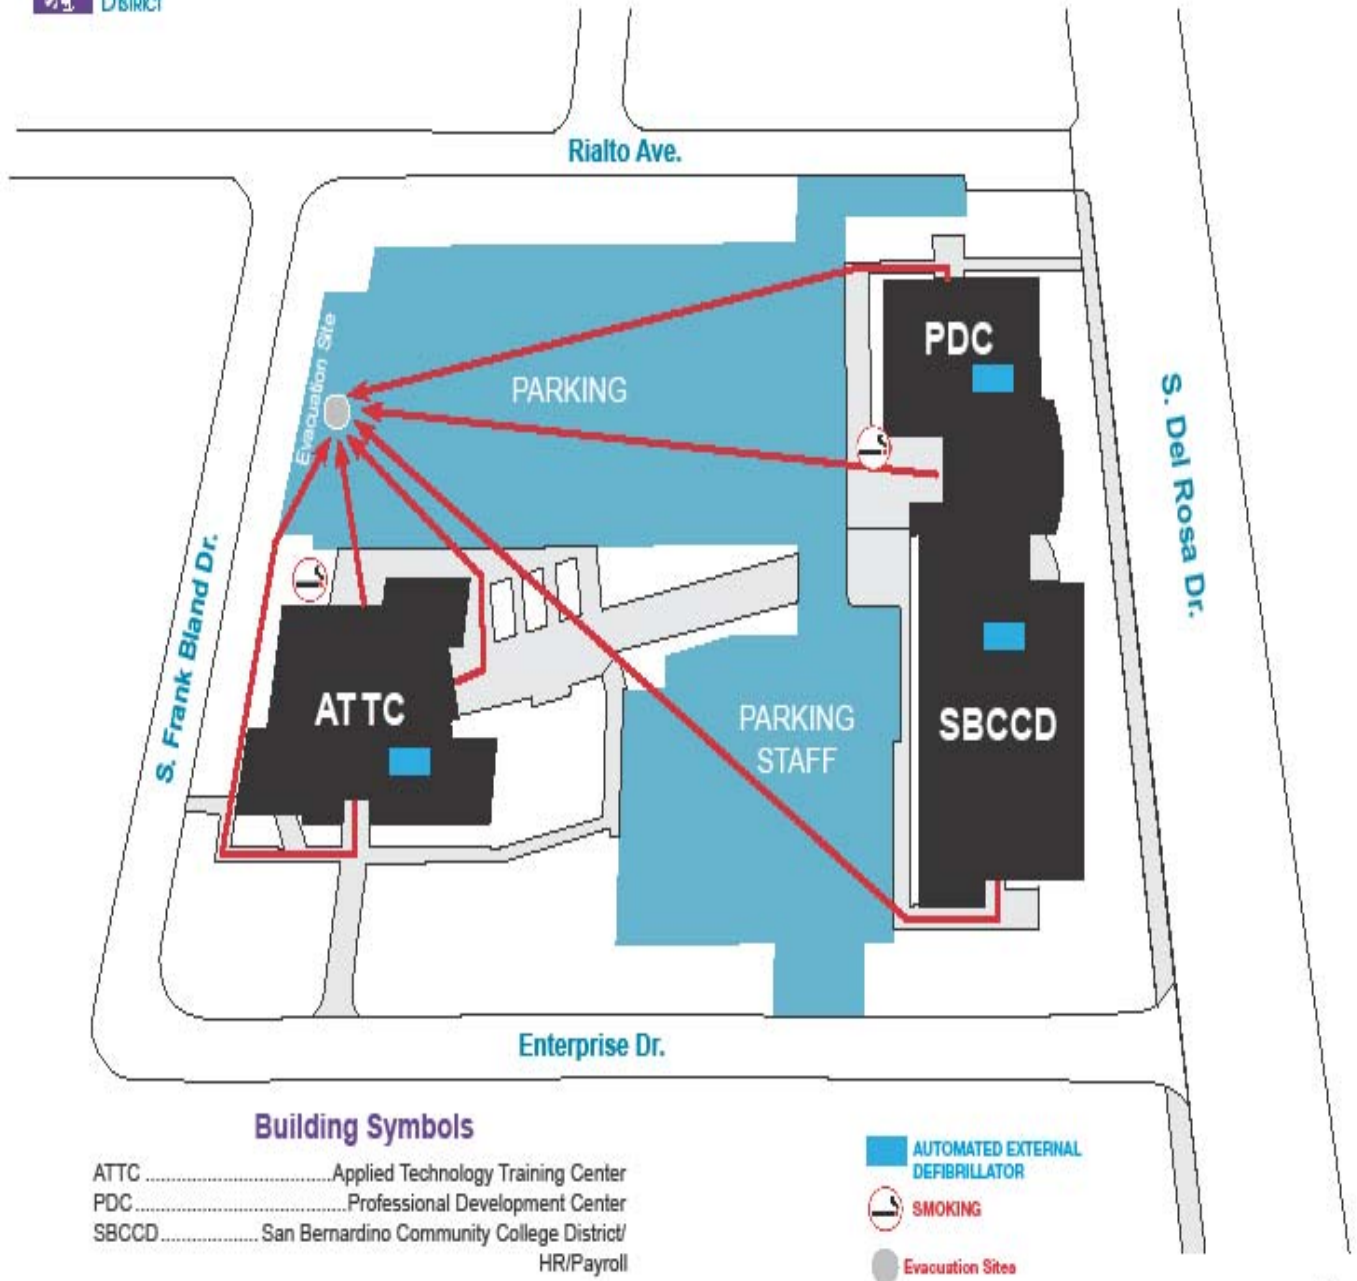 DISTRICT
Rialto Ave.
Evacuation Site
PARKING
PDC
S. Del Rosa Dr.
S. Frank Bland Dr.
ATTC
PARKING
STAFF
SBCCD
Enterprise Dr.
Building Symbols
ATTC ..................................Applied Technology Training Center
PDC.......................................Professional Development Center
SBCCD.................. San Bernardino Community College District/
HR/Payroll
AUTOMATED EXTERNAL
DEFIBRILLATOR
SMOKING
Evacuation Sites